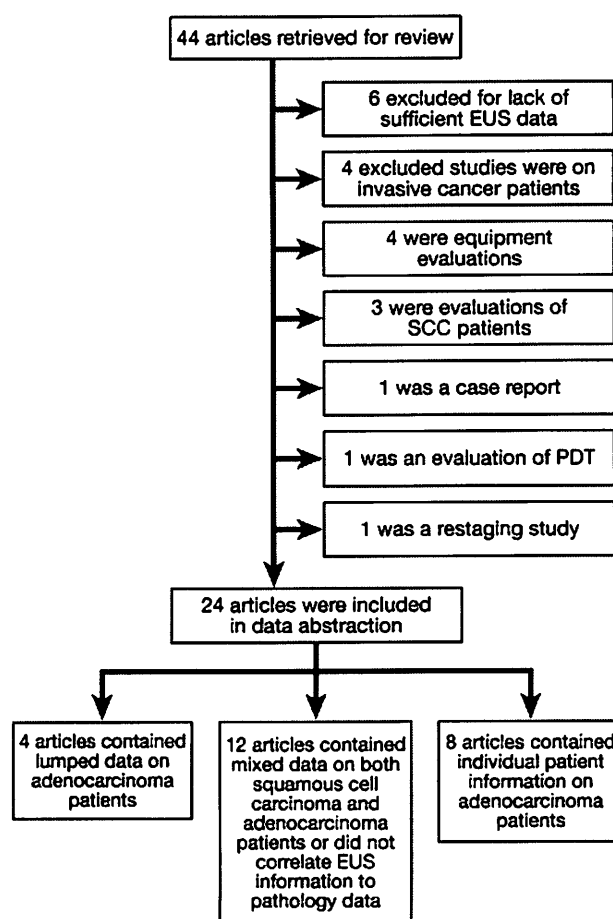 44 articles retrieved for review
6 excluded for lack of
sufficient EUS data
4 excluded studies were on
invasive cancer patients
4 were equipment
evaluations
3 were evaluations of
SCC patients
1 was a case report
1 was an evaluation of PDT
1 was a restaging study
24 articles were included
in data abstraction
4 articles contained
lumped data on
adenocarcinoma
patients
12 articles contained
mixed data on both
squamous cell
carcinoma and
adenocarcinoma
patients or did not
correlate EUS
information to
pathology data
8 articles contained
individual patient
information on
adenocarcinoma
patients